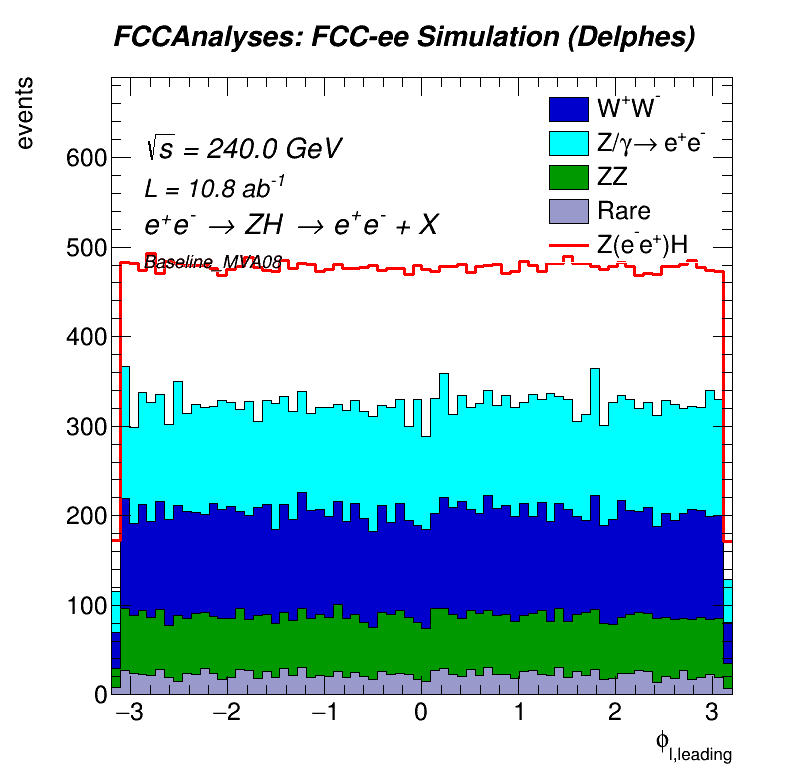 FCCAnalyses: FCC-ee Simulation (Delphes)
events
√s = 240.0 GeV
L = 10.8 ab⁻¹
e⁺e⁻ → ZH → e⁺e⁻ + X
Baseline_MVA08
W⁺W⁻
Z/γ→ e⁺e⁻
ZZ
Rare
Z(e⁻e⁺)H
600
500
400
300
200
100
0
−3 −2 −1 0 1 2 3
ϕ_l,leading